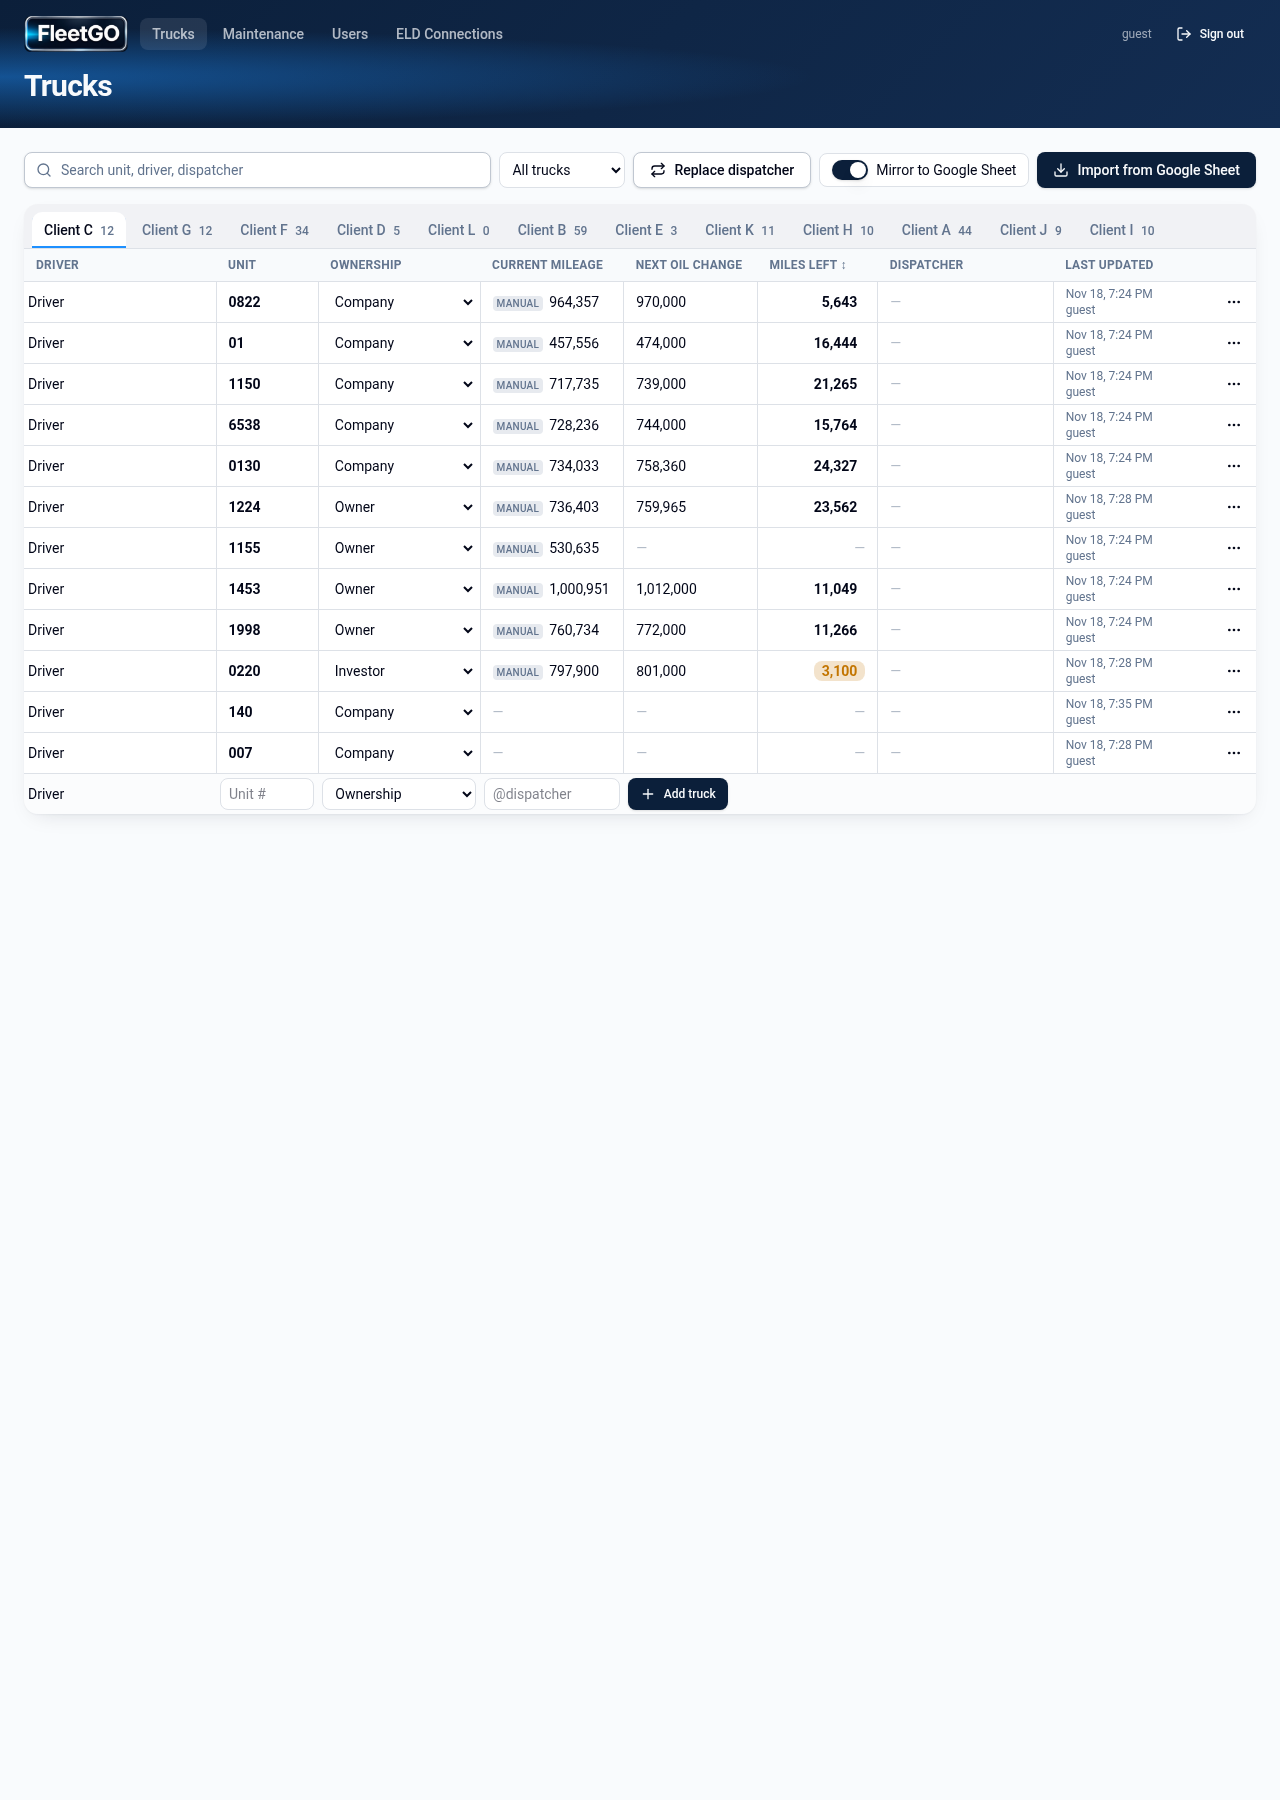 FleetGO Trucks Maintenance Users ELD Connections guest Sign out
Trucks
Search unit, driver, dispatcher All trucks Replace dispatcher Mirror to Google Sheet Import from Google Sheet
Client C 12 Client G 12 Client F 34 Client D 5 Client L 0 Client B 59 Client E 3 Client K 11 Client H 10 Client A 44 Client J 9 Client I 10
DRIVER UNIT OWNERSHIP CURRENT MILEAGE NEXT OIL CHANGE MILES LEFT ↕ DISPATCHER LAST UPDATED
Driver 0822 Company MANUAL 964,357 970,000 5,643 — Nov 18, 7:24 PM
guest
Driver 01 Company MANUAL 457,556 474,000 16,444 — Nov 18, 7:24 PM
guest
Driver 1150 Company MANUAL 717,735 739,000 21,265 — Nov 18, 7:24 PM
guest
Driver 6538 Company MANUAL 728,236 744,000 15,764 — Nov 18, 7:24 PM
guest
Driver 0130 Company MANUAL 734,033 758,360 24,327 — Nov 18, 7:24 PM
guest
Driver 1224 Owner MANUAL 736,403 759,965 23,562 — Nov 18, 7:28 PM
guest
Driver 1155 Owner MANUAL 530,635 — — — Nov 18, 7:24 PM
guest
Driver 1453 Owner MANUAL 1,000,951 1,012,000 11,049 — Nov 18, 7:24 PM
guest
Driver 1998 Owner MANUAL 760,734 772,000 11,266 — Nov 18, 7:24 PM
guest
Driver 0220 Investor MANUAL 797,900 801,000 3,100 — Nov 18, 7:28 PM
guest
Driver 140 Company — — — — Nov 18, 7:35 PM
guest
Driver 007 Company — — — — Nov 18, 7:28 PM
guest
Driver Unit # Ownership @dispatcher Add truck